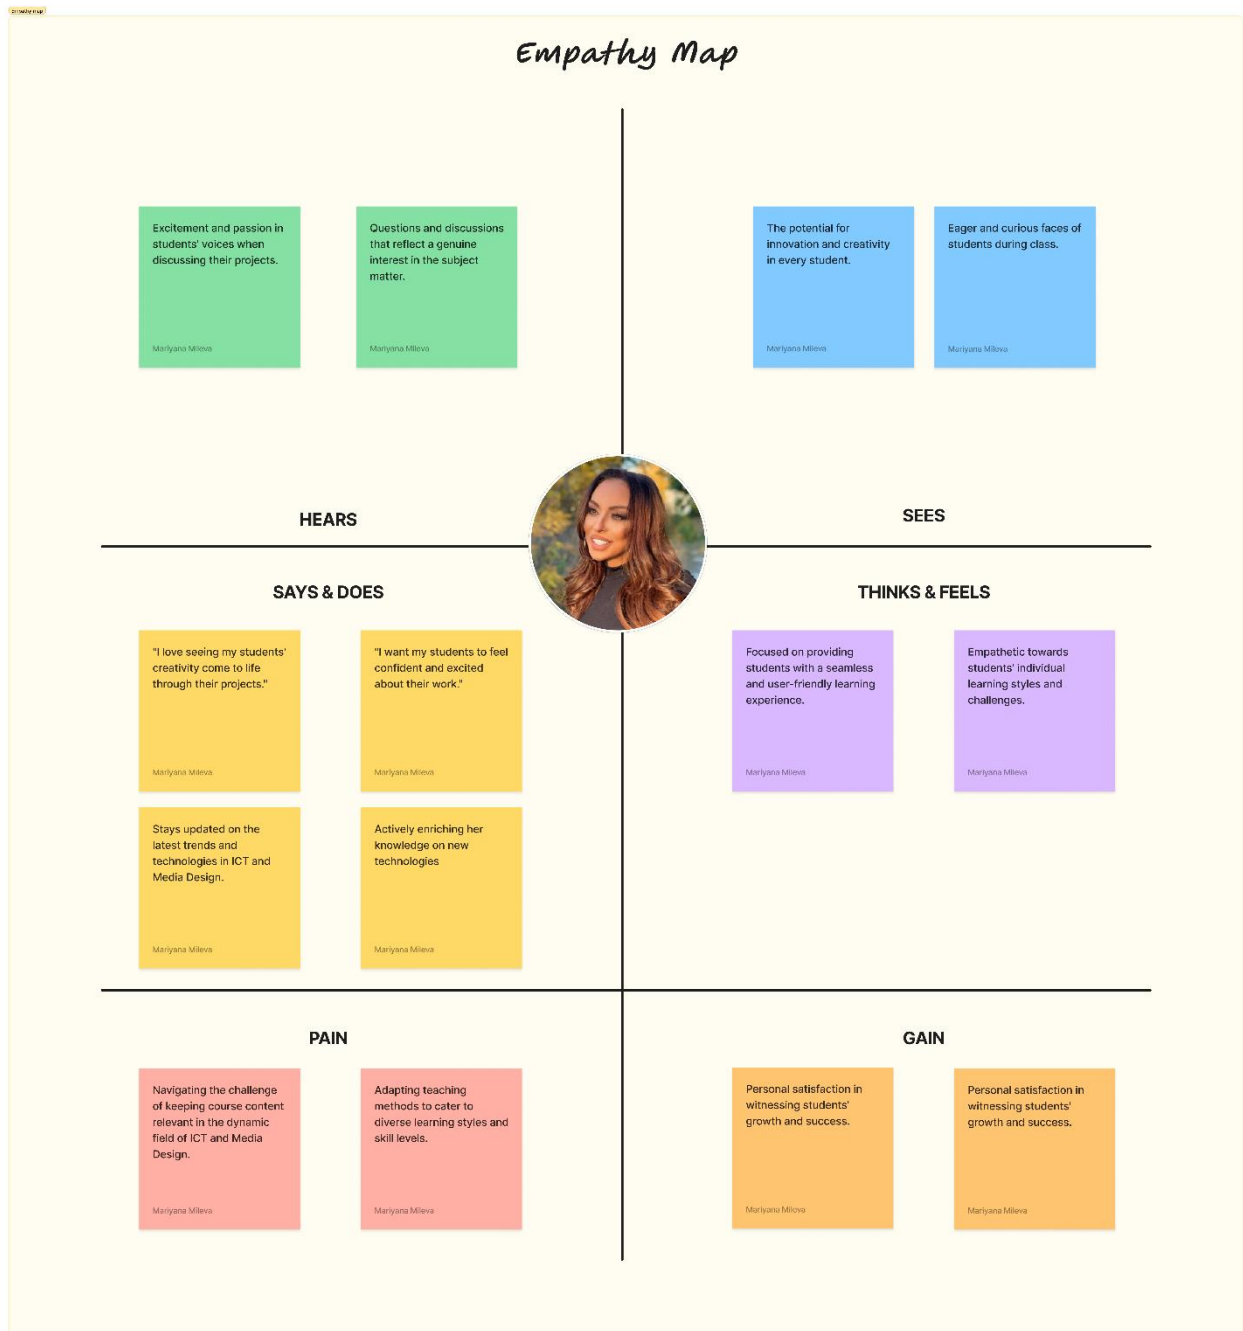 Empathy map
Empathy Map
Excitement and passion in
students' voices when
discussing their projects.
Mariyana Mileva
Questions and discussions
that reflect a genuine
interest in the subject
matter.
Mariyana Mileva
The potential for
innovation and creativity
in every student.
Mariyana Mileva
Eager and curious faces of
students during class.
Mariyana Mileva
HEARS
SEES
SAYS & DOES
THINKS & FEELS
"I love seeing my students'
creativity come to life
through their projects."
Mariyana Mileva
"I want my students to feel
confident and excited
about their work."
Mariyana Mileva
Focused on providing
students with a seamless
and user-friendly learning
experience.
Mariyana Mileva
Empathetic towards
students' individual
learning styles and
challenges.
Mariyana Mileva
Stays updated on the
latest trends and
technologies in ICT and
Media Design.
Mariyana Mileva
Actively enriching her
knowledge on new
technologies
Mariyana Mileva
PAIN
GAIN
Navigating the challenge
of keeping course content
relevant in the dynamic
field of ICT and Media
Design.
Mariyana Mileva
Adapting teaching
methods to cater to
diverse learning styles and
skill levels.
Mariyana Mileva
Personal satisfaction in
witnessing students'
growth and success.
Mariyana Mileva
Personal satisfaction in
witnessing students'
growth and success.
Mariyana Mileva